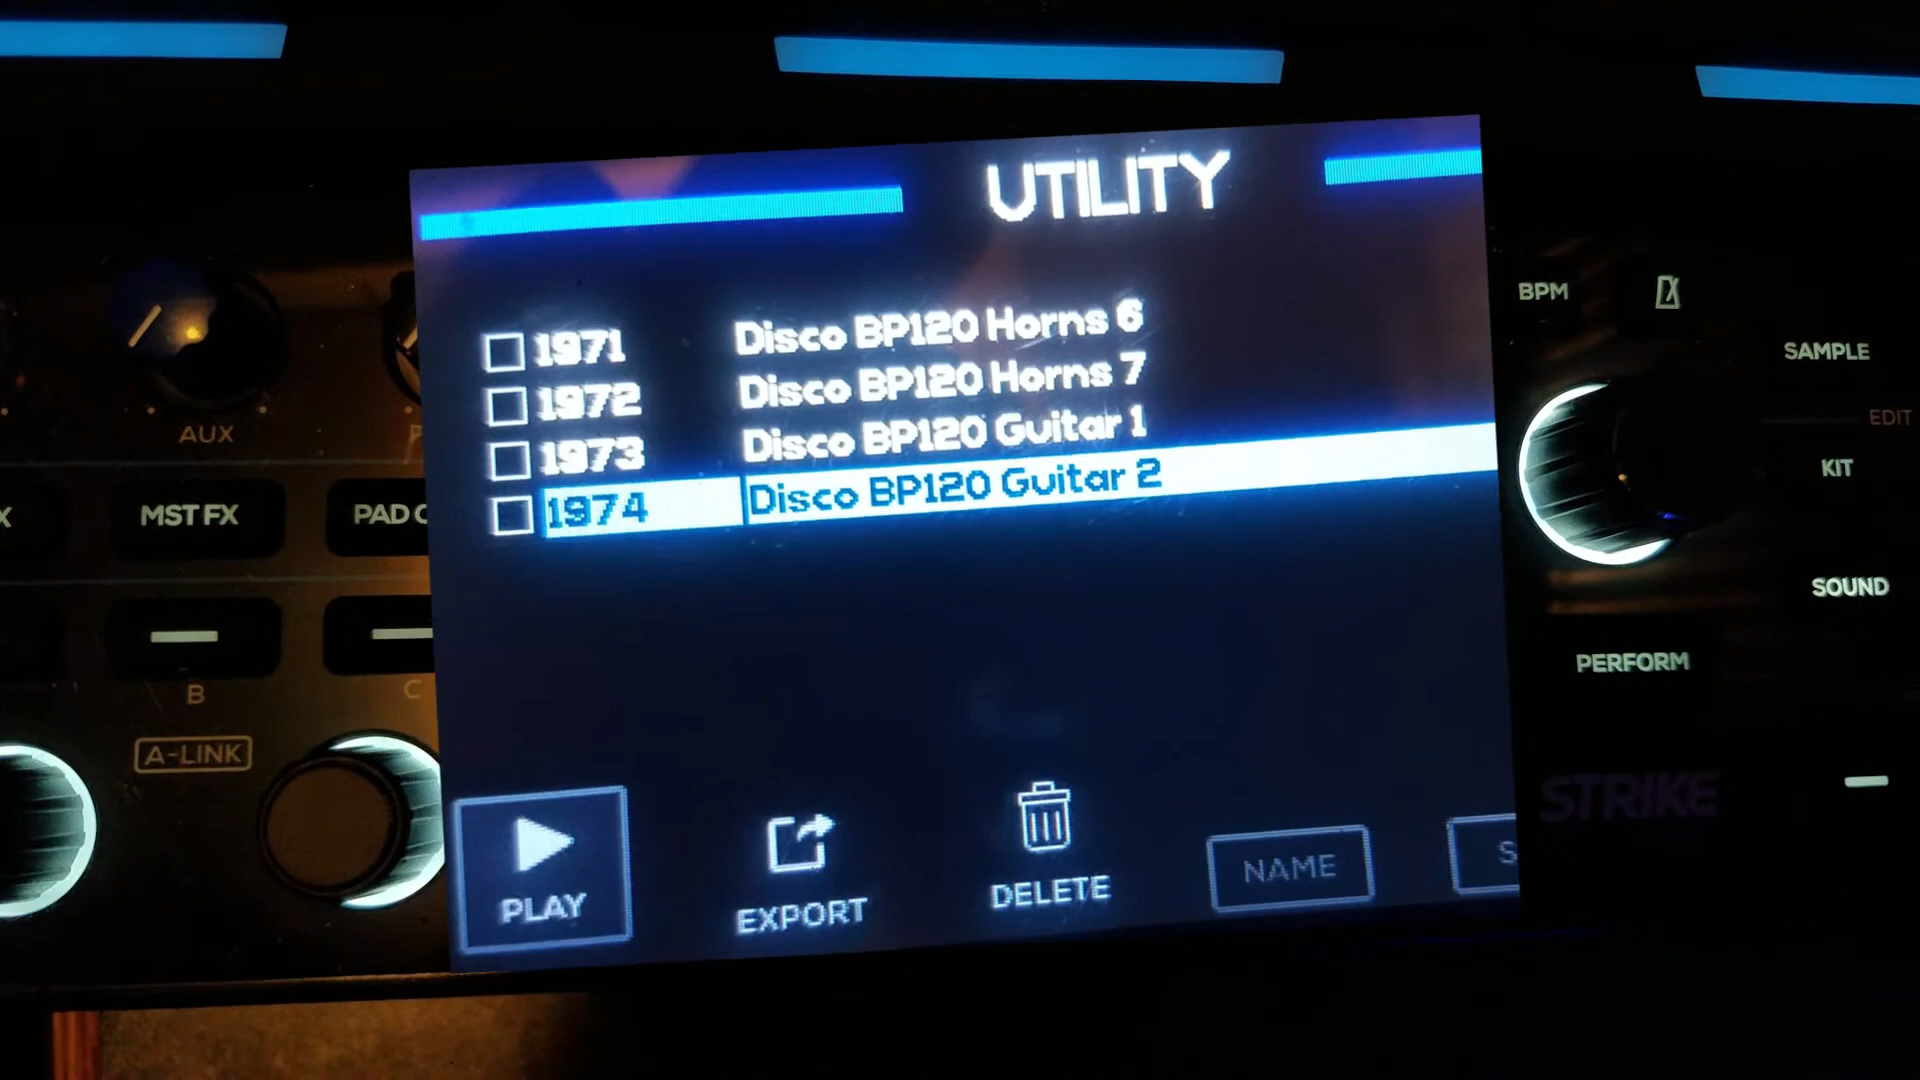 UTILITY
1971 Disco BP120 Horns 6
1972 Disco BP120 Horns 7
1973 Disco BP120 Guitar 1
1974 Disco BP120 Guitar 2
PLAY
EXPORT
DELETE
NAME
AUX
X
MST FX
PAD
B
C
A-LINK
BPM
SAMPLE
EDIT
KIT
SOUND
PERFORM
STRIKE